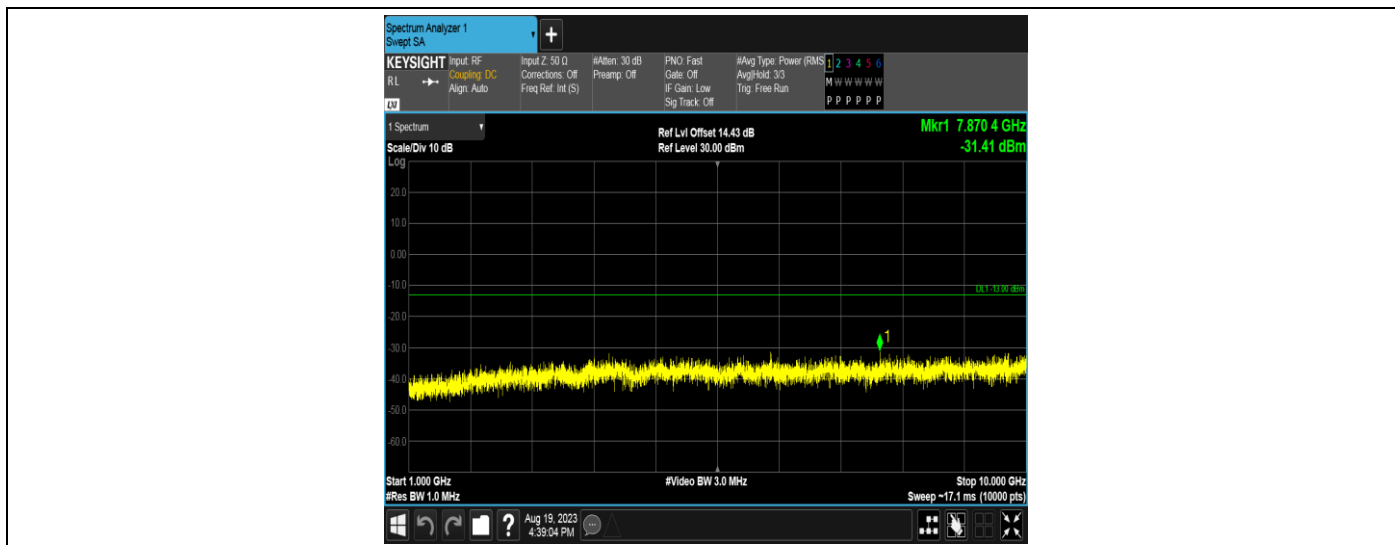 Spectrum Analyzer 1
Swept SA
+
KEYSIGHT
RL
LXI
Input: RF
Coupling: DC
Align: Auto
Input Z: 50 Ω
Corrections: Off
Freq Ref: Int (S)
#Atten: 30 dB
Preamp: Off
PNO: Fast
Gate: Off
IF Gain: Low
Sig Track: Off
#Avg Type: Power (RMS
Avg|Hold: 3/3
Trig: Free Run
1 2 3 4 5 6
M W W W W W
P P P P P P
1 Spectrum
Scale/Div 10 dB
Ref Lvl Offset 14.43 dB
Ref Level 30.00 dBm
Mkr1 7.870 4 GHz
-31.41 dBm
Log
20.0
10.0
0.00
-10.0
DL1 -13.00 dBm
-20.0
-30.0
1
-40.0
-50.0
-60.0
Start 1.000 GHz
#Video BW 3.0 MHz
Stop 10.000 GHz
#Res BW 1.0 MHz
Sweep ~17.1 ms (10000 pts)
?
Aug 19, 2023
4:39:04 PM